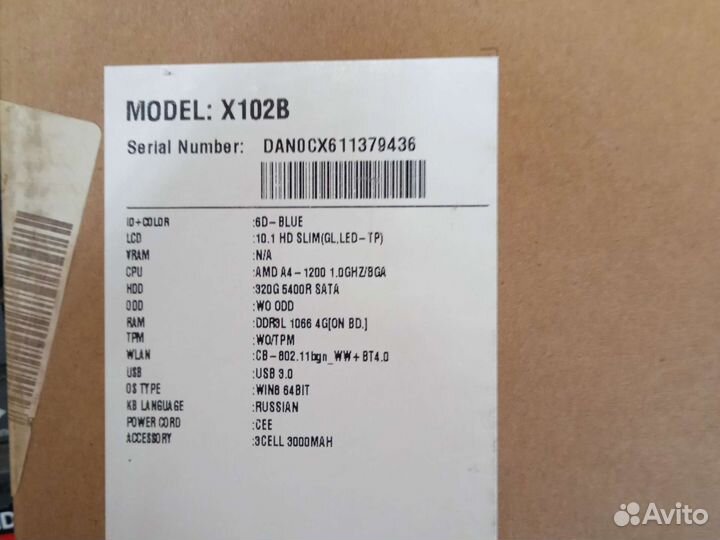 MODEL: X102B
Serial Number: DAN0CX611379436
ID+COLOR :6D-BLUE
LCD :10.1 HD SLIM(GL,LED-TP)
VRAM :N/A
CPU :AMD A4-1200 1.0GHZ/BGA
HDD :320G 5400R SATA
ODD :WO ODD
RAM :DDR3L 1066 4G[ON BD.]
TPM :WO/TPM
WLAN :CB-802.11bgn_WW+BT4.0
USB :USB 3.0
OS TYPE :WIN8 64BIT
KB LANGUAGE :RUSSIAN
POWER CORD :CEE
ACCESSORY :3CELL 3000MAH
Avito